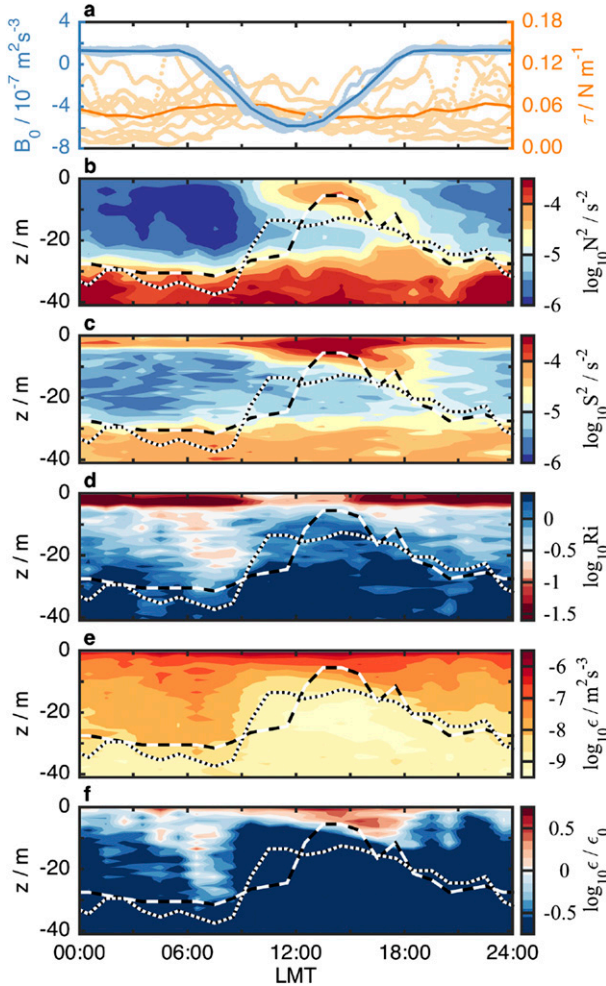 a
4
0
-4
-8
B₀ / 10⁻⁷ m²s⁻³
0.18
0.12
0.06
0.00
τ / N m⁻¹
b
0
-20
-40
z / m
-4
-5
-6
log₁₀N² / s⁻²
c
0
-20
-40
z / m
-4
-5
-6
log₁₀S² / s⁻²
d
0
-20
-40
z / m
0
-0.5
-1
-1.5
log₁₀Ri
e
0
-20
-40
z / m
-6
-7
-8
-9
log₁₀ϵ / m²s⁻³
f
0
-20
-40
z / m
0.5
0
-0.5
log₁₀ϵ / ϵ₀
00:00 06:00 12:00 18:00 24:00
LMT